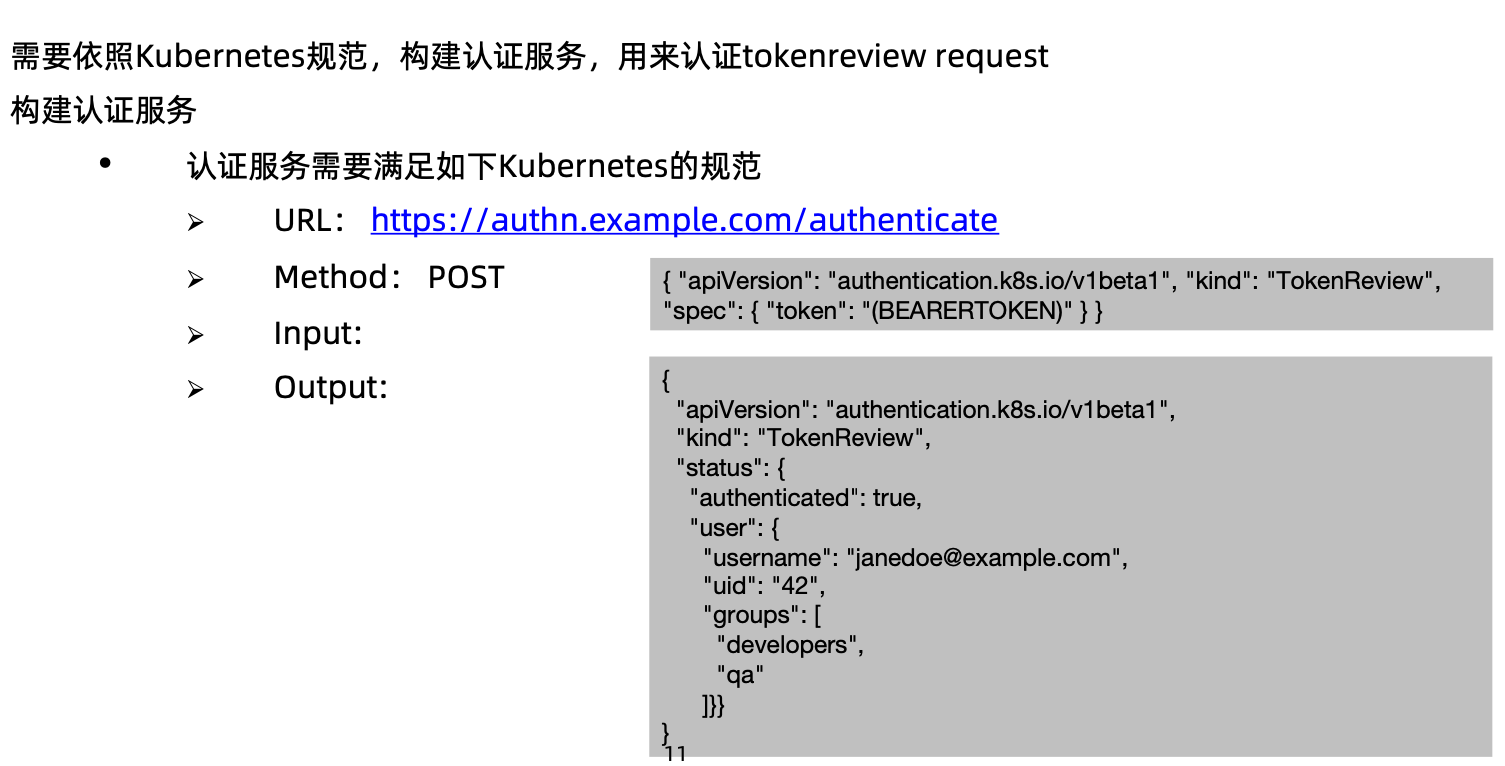 需要依照Kubernetes规范，构建认证服务，用来认证tokenreview request
构建认证服务
• 认证服务需要满足如下Kubernetes的规范
➢ URL： https://authn.example.com/authenticate
➢ Method： POST
➢ Input:
{ "apiVersion": "authentication.k8s.io/v1beta1", "kind": "TokenReview",
"spec": { "token": "(BEARERTOKEN)" } }
➢ Output:
{
"apiVersion": "authentication.k8s.io/v1beta1",
"kind": "TokenReview",
"status": {
"authenticated": true,
"user": {
"username": "janedoe@example.com",
"uid": "42",
"groups": [
"developers",
"qa"
]}}
}
11